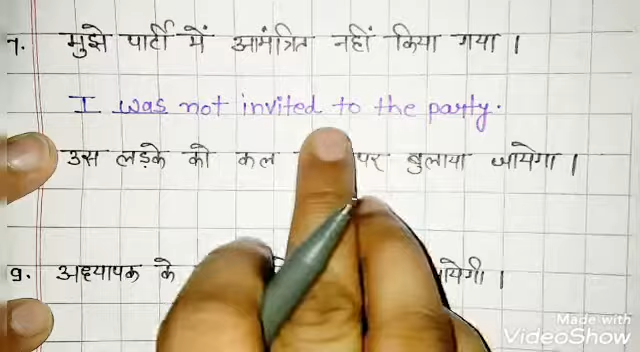 १. मुझे पार्टी में आमंत्रित नहीं किया गया ।
I was not invited to the party.
उस लड़के को कल पर बुलाया जायेगा ।
9. अध्यापक के
Made with
VideoShow